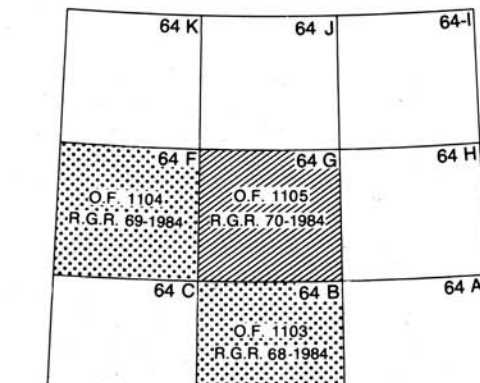 64 K
64 J
64-I
64 F
64 G
64 H
O.F. 1104
R.G.R. 69-1984
O.F. 1105
R.G.R. 70-1984
64 C
64 B
64 A
O.F. 1103
R.G.R. 68-1984